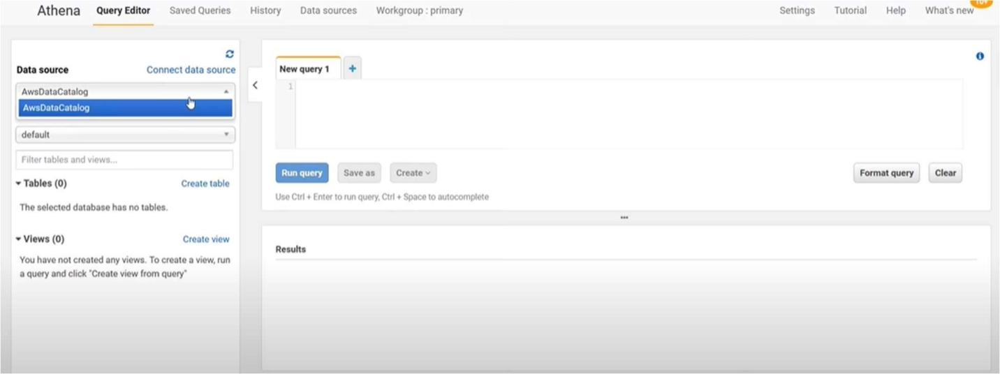 Athena Query Editor Saved Queries History Data sources Workgroup : primary Settings Tutorial Help What's new 10+
Data source Connect data source
AwsDataCatalog
AwsDataCatalog
default
Filter tables and views...
Tables (0) Create table
The selected database has no tables.
Views (0) Create view
You have not created any views. To create a view, run
a query and click "Create view from query"
New query 1 +
1
Run query Save as Create Format query Clear
Use Ctrl + Enter to run query, Ctrl + Space to autocomplete
Results